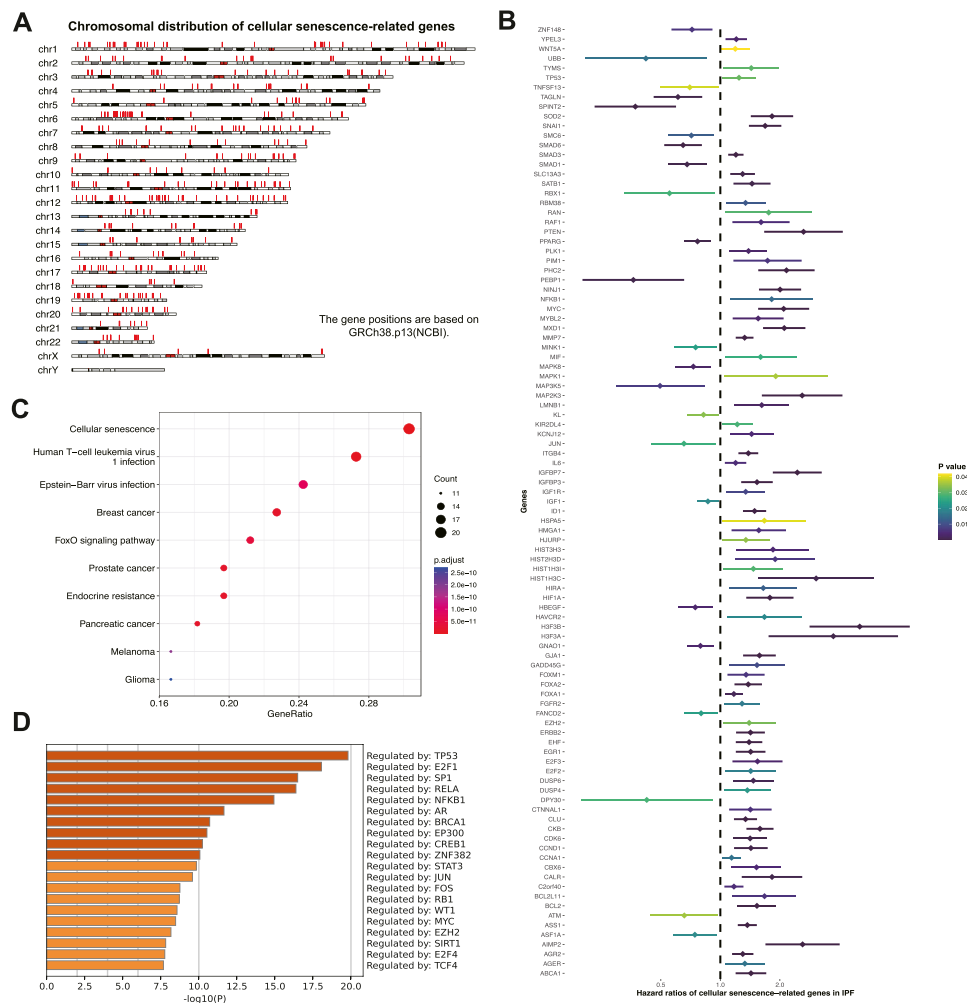 A
Chromosomal distribution of cellular senescence-related genes
chr1
chr2
chr3
chr4
chr5
chr6
chr7
chr8
chr9
chr10
chr11
chr12
chr13
chr14
chr15
chr16
chr17
chr18
chr19
chr20
chr21
chr22
chrX
chrY
The gene positions are based on
GRCh38.p13(NCBI).
B
Genes
ZNF148
YPEL3
WNT5A
UBB
TYMS
TP53
TNFSF13
TAGLN
SPINT2
SOD2
SNAI1
SMC6
SMAD6
SMAD3
SMAD1
SLC13A3
SATB1
RBX1
RBM38
RAN
RAF1
PTEN
PPARG
PLK1
PIM1
PHC2
PEBP1
NINJ1
NFKB1
MYC
MYBL2
MXD1
MMP7
MINK1
MIF
MAPK8
MAPK1
MAP3K5
MAP2K3
LMNB1
KL
KIR2DL4
KCNJ12
JUN
ITGB4
IL6
IGFBP7
IGFBP3
IGF1R
IGF1
ID1
HSPA5
HMGA1
HJURP
HIST3H3
HIST2H3D
HIST1H3I
HIST1H3C
HIRA
HIF1A
HBEGF
HAVCR2
H3F3B
H3F3A
GNAO1
GJA1
GADD45G
FOXM1
FOXA2
FOXA1
FGFR2
FANCD2
EZH2
ERBB2
EHF
EGR1
E2F3
E2F2
DUSP6
DUSP4
DPY30
CTNNAL1
CLU
CKB
CDK6
CCND1
CCNA1
CBX6
CALR
C2orf40
BCL2L11
BCL2
ATM
ASS1
ASF1A
AIMP2
AGR2
AGER
ABCA1
0.5
1.0
2.0
Hazard ratios of cellular senescence-related genes in IPF
P value
0.04
0.03
0.02
0.01
C
Cellular senescence
Human T-cell leukemia virus
1 infection
Epstein-Barr virus infection
Breast cancer
FoxO signaling pathway
Prostate cancer
Endocrine resistance
Pancreatic cancer
Melanoma
Glioma
0.16
0.20
0.24
0.28
GeneRatio
Count
11
14
17
20
p.adjust
2.5e-10
2.0e-10
1.5e-10
1.0e-10
5.0e-11
D
Regulated by: TP53
Regulated by: E2F1
Regulated by: SP1
Regulated by: RELA
Regulated by: NFKB1
Regulated by: AR
Regulated by: BRCA1
Regulated by: EP300
Regulated by: CREB1
Regulated by: ZNF382
Regulated by: STAT3
Regulated by: JUN
Regulated by: FOS
Regulated by: RB1
Regulated by: WT1
Regulated by: MYC
Regulated by: EZH2
Regulated by: SIRT1
Regulated by: E2F4
Regulated by: TCF4
0.0
2.5
5.0
7.5
10.0
12.5
15.0
17.5
20.0
-log10(P)